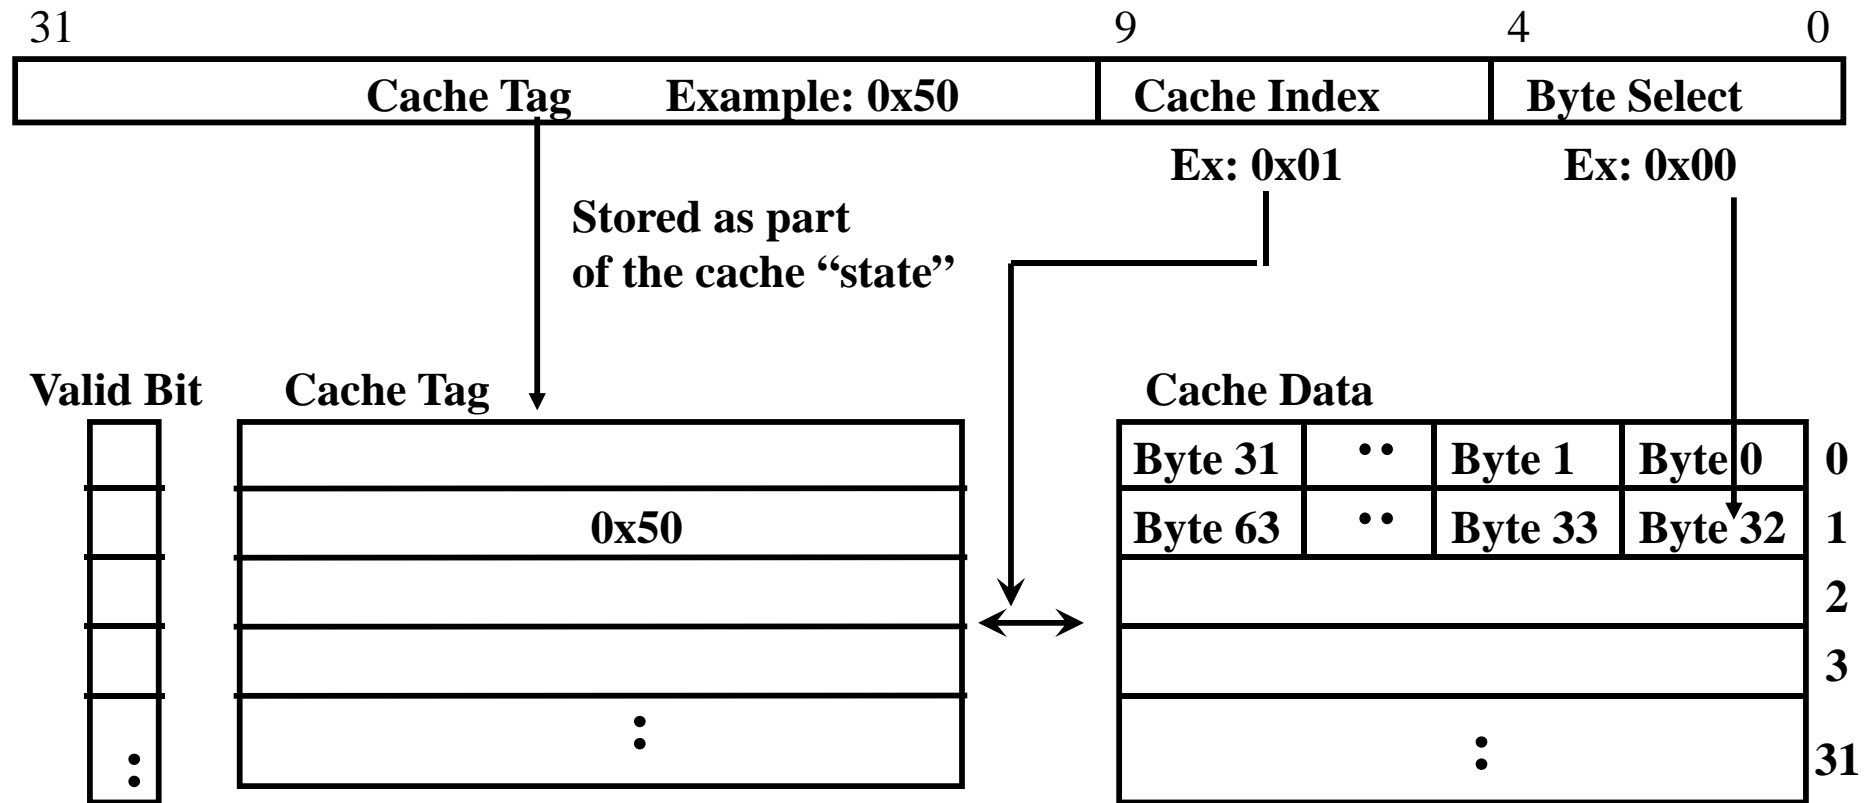 31 9 4 0
Cache Tag Example: 0x50 Cache Index Byte Select
Ex: 0x01 Ex: 0x00
Stored as part
of the cache “state”
Valid Bit Cache Tag Cache Data
Byte 31 •• Byte 1 Byte 0 0
0x50 Byte 63 •• Byte 33 Byte 32 1
2
3
: : : 31